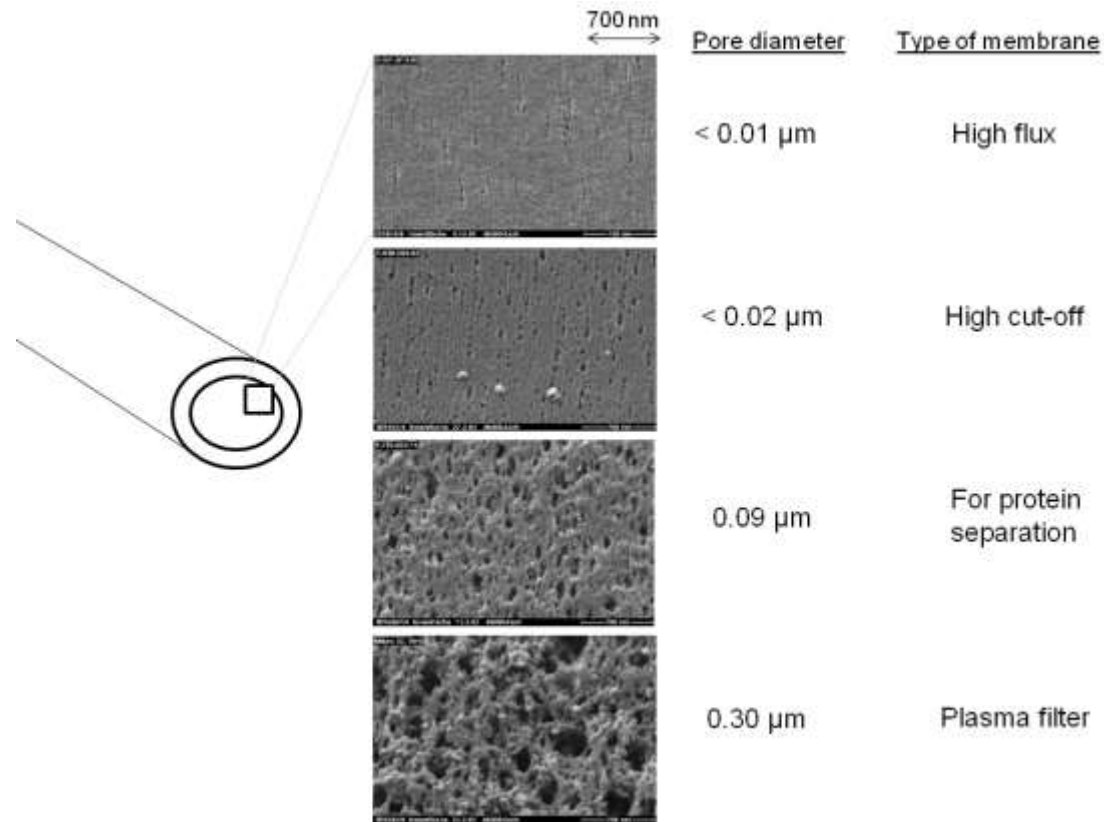 700 nm
Pore diameter Type of membrane
< 0.01 µm High flux
< 0.02 µm High cut-off
0.09 µm For protein
separation
0.30 µm Plasma filter